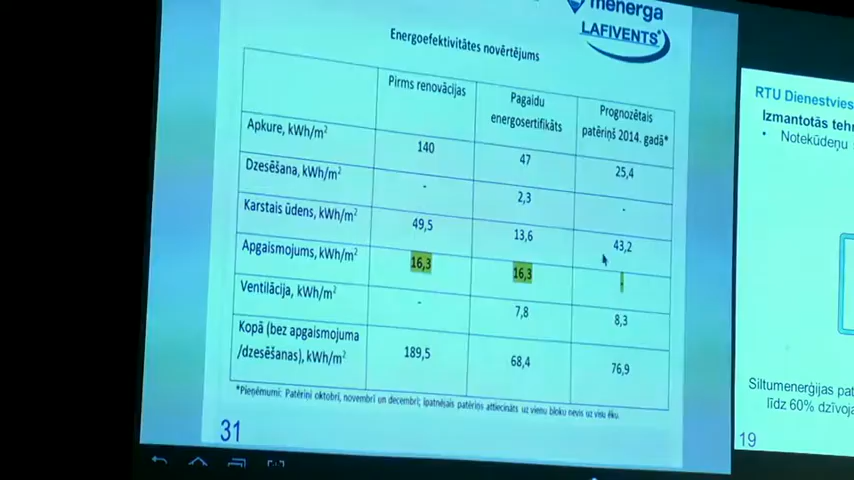 menerga
LAFIVENTS
Energoefektivitātes novērtējums
Pirms renovācijas
Pagaidu energosertifikāts
Prognozētais patēriņš 2014. gadā*
Apkure, kWh/m² 140 47 25,4
Dzesēšana, kWh/m² - 2,3 -
Karstais ūdens, kWh/m² 49,5 13,6 43,2
Apgaismojums, kWh/m² 16,3 16,3 -
Ventilācija, kWh/m² - 7,8 8,3
Kopā (bez apgaismojuma
/dzesēšanas), kWh/m² 189,5 68,4 76,9
*Pieņēmumi: Patēriņi oktobrī, novembrī un decembrī; īpatnējais patēriņš attiecināts uz vienu bloku nevis uz visu ēku.
31
RTU Dienestvies
Izmantotās tehn
• Notekūdeņu
Siltumenerģijas pat
līdz 60% dzīvoja
19